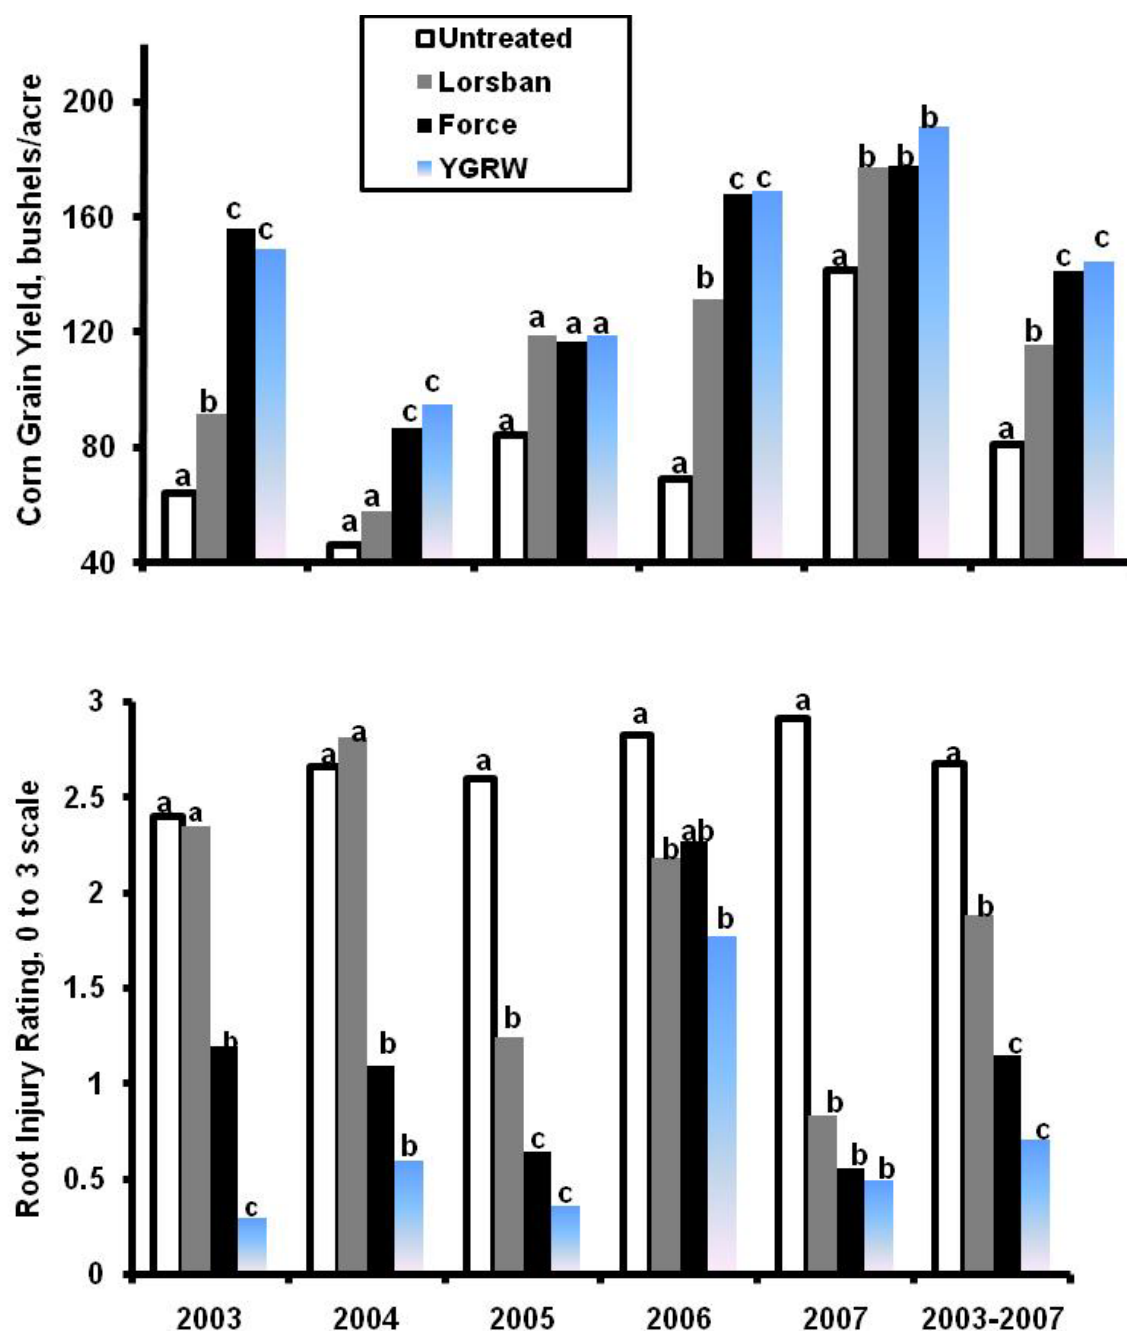 Untreated
Lorsban
Force
YGRW
Corn Grain Yield, bushels/acre
200
160
120
80
40
a b c c
a a c c
a a a a
a b c c
a b b b
a b c c
Root Injury Rating, 0 to 3 scale
3
2.5
2
1.5
1
0.5
0
a a b c
a a b b
a b c c
a b ab b
a b b b
a b c c
2003 2004 2005 2006 2007 2003-2007